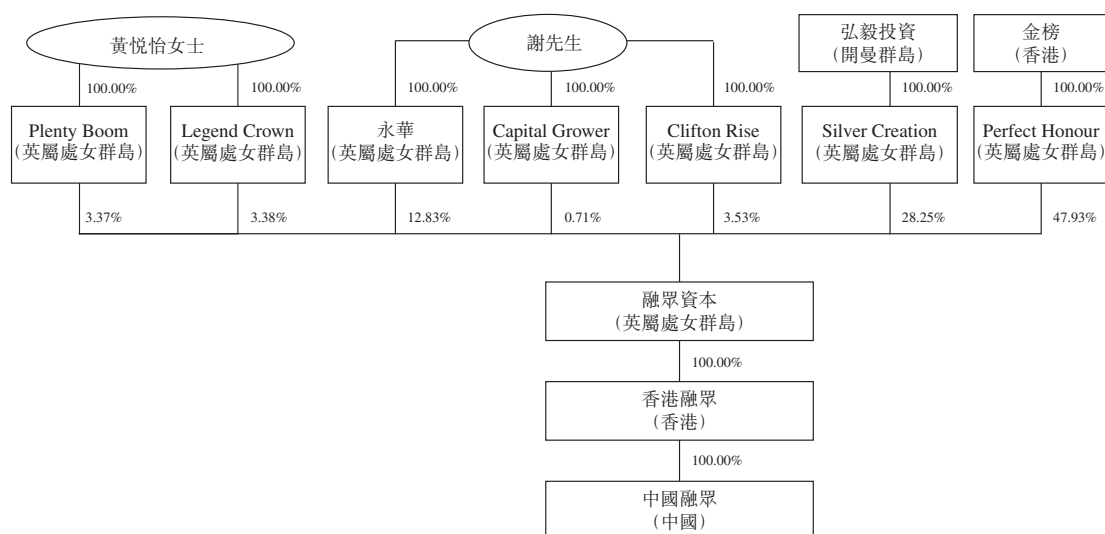 黃悦怡女士
謝先生
弘毅投資
(開曼群島)
金榜
(香港)
100.00%
100.00%
100.00%
100.00%
100.00%
100.00%
100.00%
Plenty Boom
(英屬處女群島)
Legend Crown
(英屬處女群島)
永華
(英屬處女群島)
Capital Grower
(英屬處女群島)
Clifton Rise
(英屬處女群島)
Silver Creation
(英屬處女群島)
Perfect Honour
(英屬處女群島)
3.37%
3.38%
12.83%
0.71%
3.53%
28.25%
47.93%
融眾資本
(英屬處女群島)
100.00%
香港融眾
(香港)
100.00%
中國融眾
(中國)